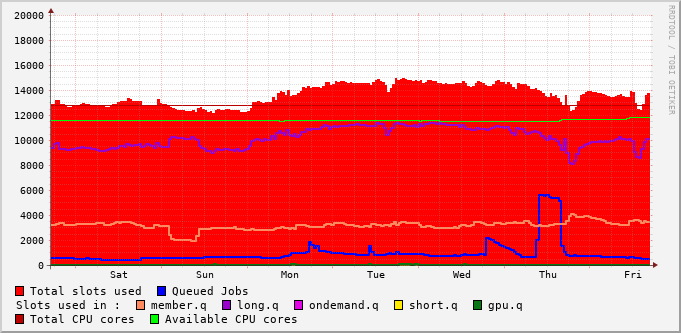 20000
18000
16000
14000
12000
10000
8000
6000
4000
2000
0
Sat Sun Mon Tue Wed Thu Fri
RRDTOOL / TOBI OETIKER
Total slots used Queued Jobs
Slots used in : member.q long.q ondemand.q short.q gpu.q
Total CPU cores Available CPU cores